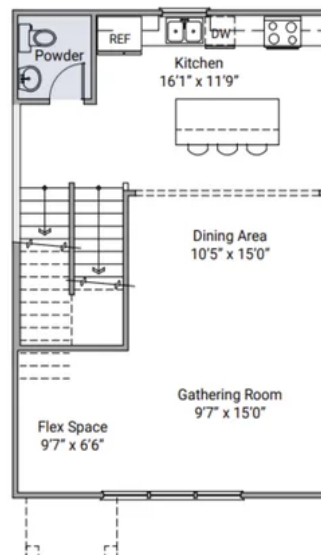 Powder
REF
DW
Kitchen
16'1" x 11'9"
Dining Area
10'5" x 15'0"
Gathering Room
9'7" x 15'0"
Flex Space
9'7" x 6'6"